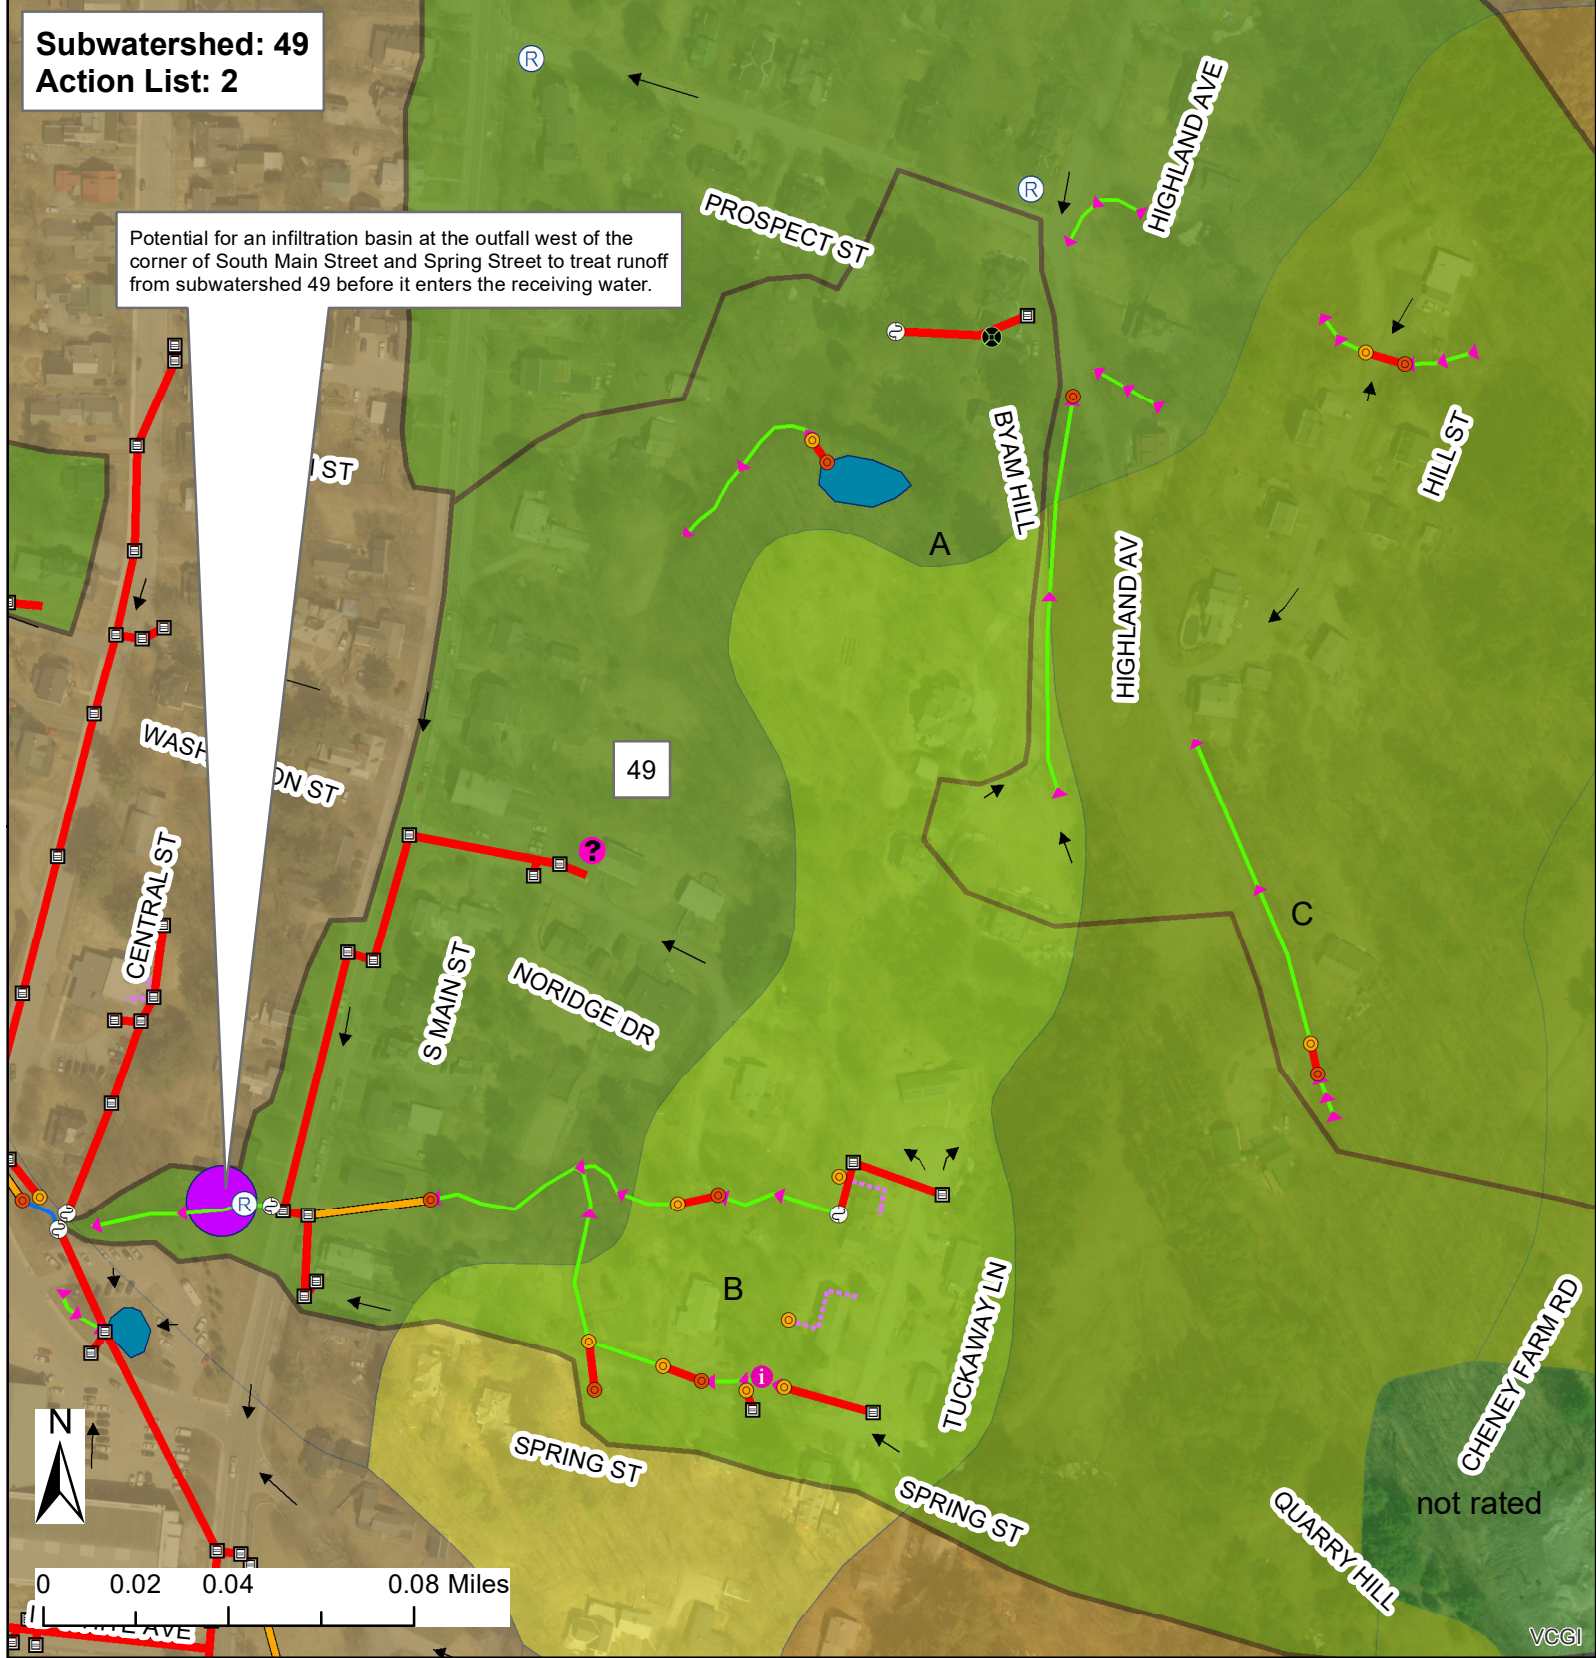 Subwatershed: 49
Action List: 2
R
HIGHLAND AVE
R
PROSPECT ST
Potential for an infiltration basin at the outfall west of the
corner of South Main Street and Spring Street to treat runoff
from subwatershed 49 before it enters the receiving water.
ST
BYAM HILL
HILL ST
A
HIGHLAND AV
WASH
ON ST
49
?
CENTRAL ST
C
S MAIN ST
NORIDGE DR
R
B
TUCKAWAY LN
i
CHENEY FARM RD
N
SPRING ST
SPRING ST
not rated
QUARRY HILL
0 0.02 0.04 0.08 Miles
AVE
VCGI